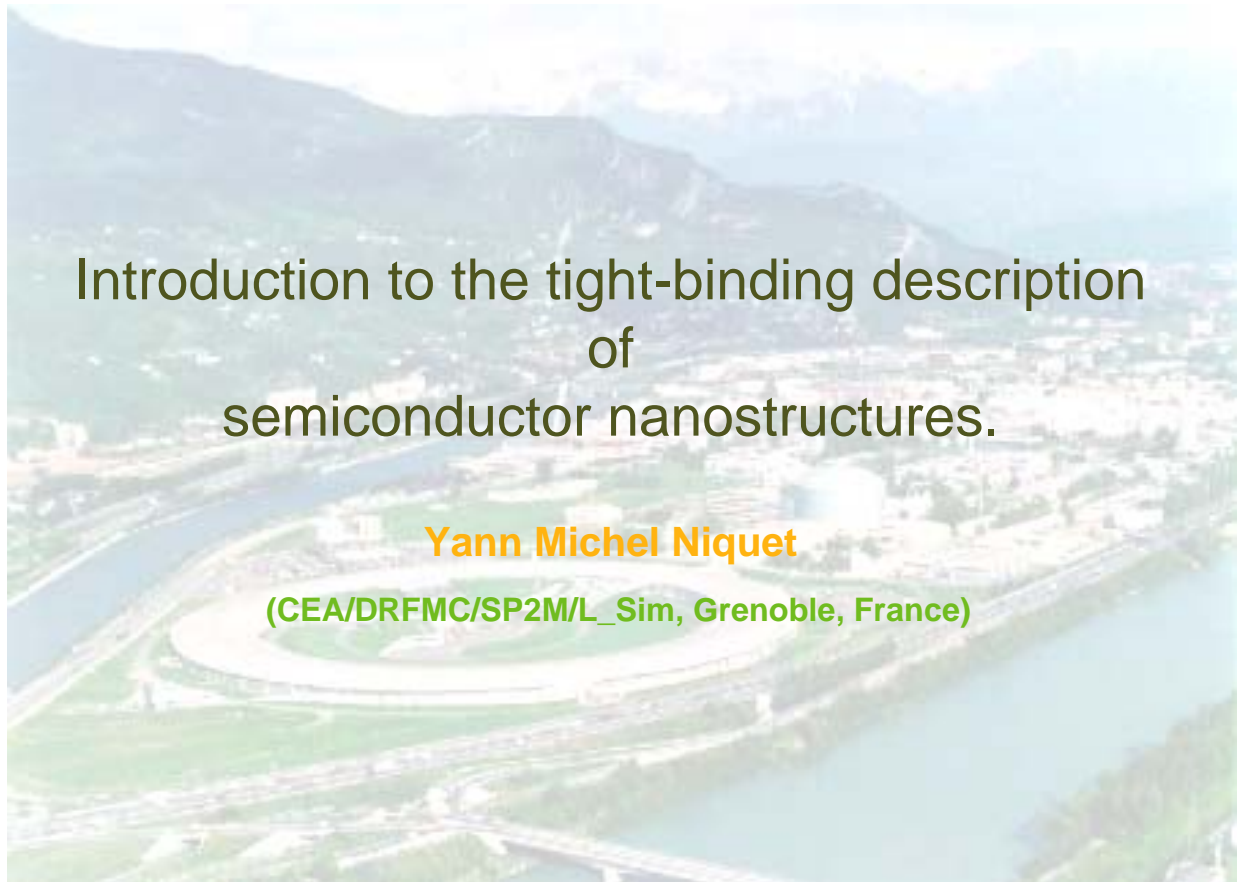 Introduction to the tight-binding description
of
semiconductor nanostructures.
Yann Michel Niquet
(CEA/DRFMC/SP2M/L_Sim, Grenoble, France)